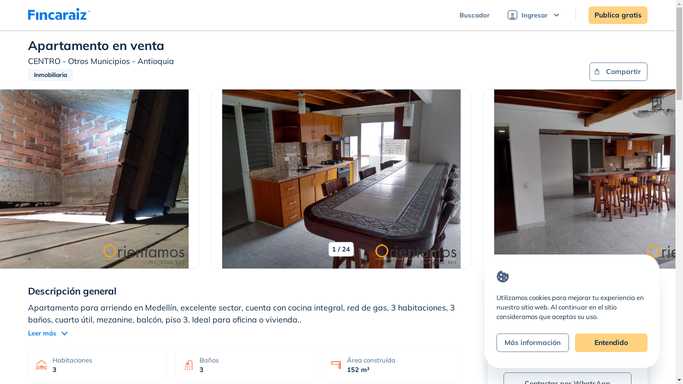 Fincaraiz
Buscador
Ingresar
Publica gratis
Apartamento en venta
CENTRO - Otros Municipios - Antioquia
Inmobiliaria
Compartir
Orientamos
Orientamos
1 / 24
Descripción general
Apartamento para arriendo en Medellín, excelente sector, cuenta con cocina integral, red de gas, 3 habitaciones, 3
baños, cuarto útil, mezanine, balcón, piso 3. Ideal para oficina o vivienda..
Leer más
Habitaciones
3
Baños
3
Área construida
152 m²
Utilizamos cookies para mejorar tu experiencia en
nuestro sitio web. Al continuar en el sitio
consideramos que aceptas su uso.
Más información
Entendido
Contactar por WhatsApp